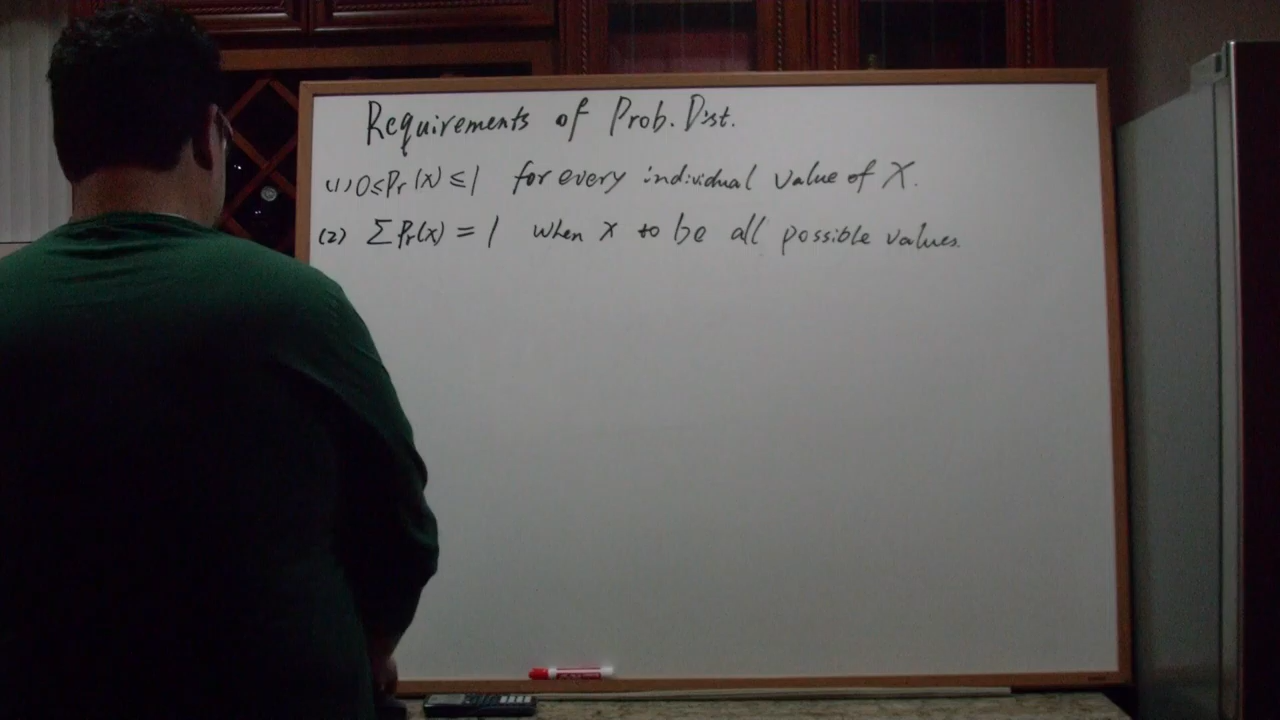 Requirements of Prob. Dist.
(1) 0 ≤ Pr(x) ≤ 1 for every individual value of X.
(2) Σ Pr(x) = 1 when x to be all possible values.